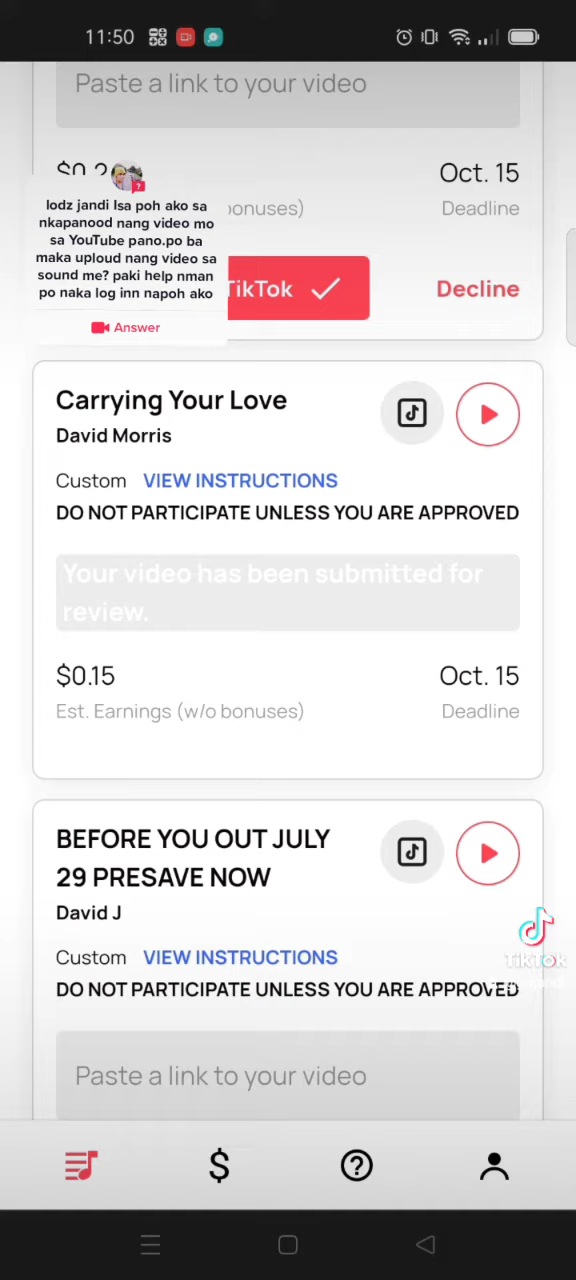 11:50
Paste a link to your video
Oct. 15
lodz jandi Isa poh ako sa
nkapanood nang video mo
sa YouTube pano.po ba
maka uploud nang video sa
sound me? paki help nman
po naka log inn napoh ako
Answer
bonuses)
Deadline
TikTok
Decline
Carrying Your Love
David Morris
Custom VIEW INSTRUCTIONS
DO NOT PARTICIPATE UNLESS YOU ARE APPROVED
Your video has been submitted for
review.
$0.15
Oct. 15
Est. Earnings (w/o bonuses)
Deadline
BEFORE YOU OUT JULY
29 PRESAVE NOW
David J
Custom VIEW INSTRUCTIONS
TikTok
DO NOT PARTICIPATE UNLESS YOU ARE APPROVED
Paste a link to your video